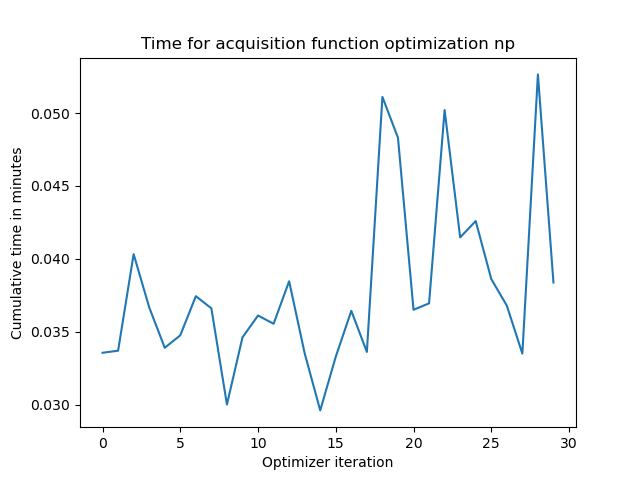 Time for acquisition function optimization np
Cumulative time in minutes
0.050
0.045
0.040
0.035
0.030
0 5 10 15 20 25 30
Optimizer iteration